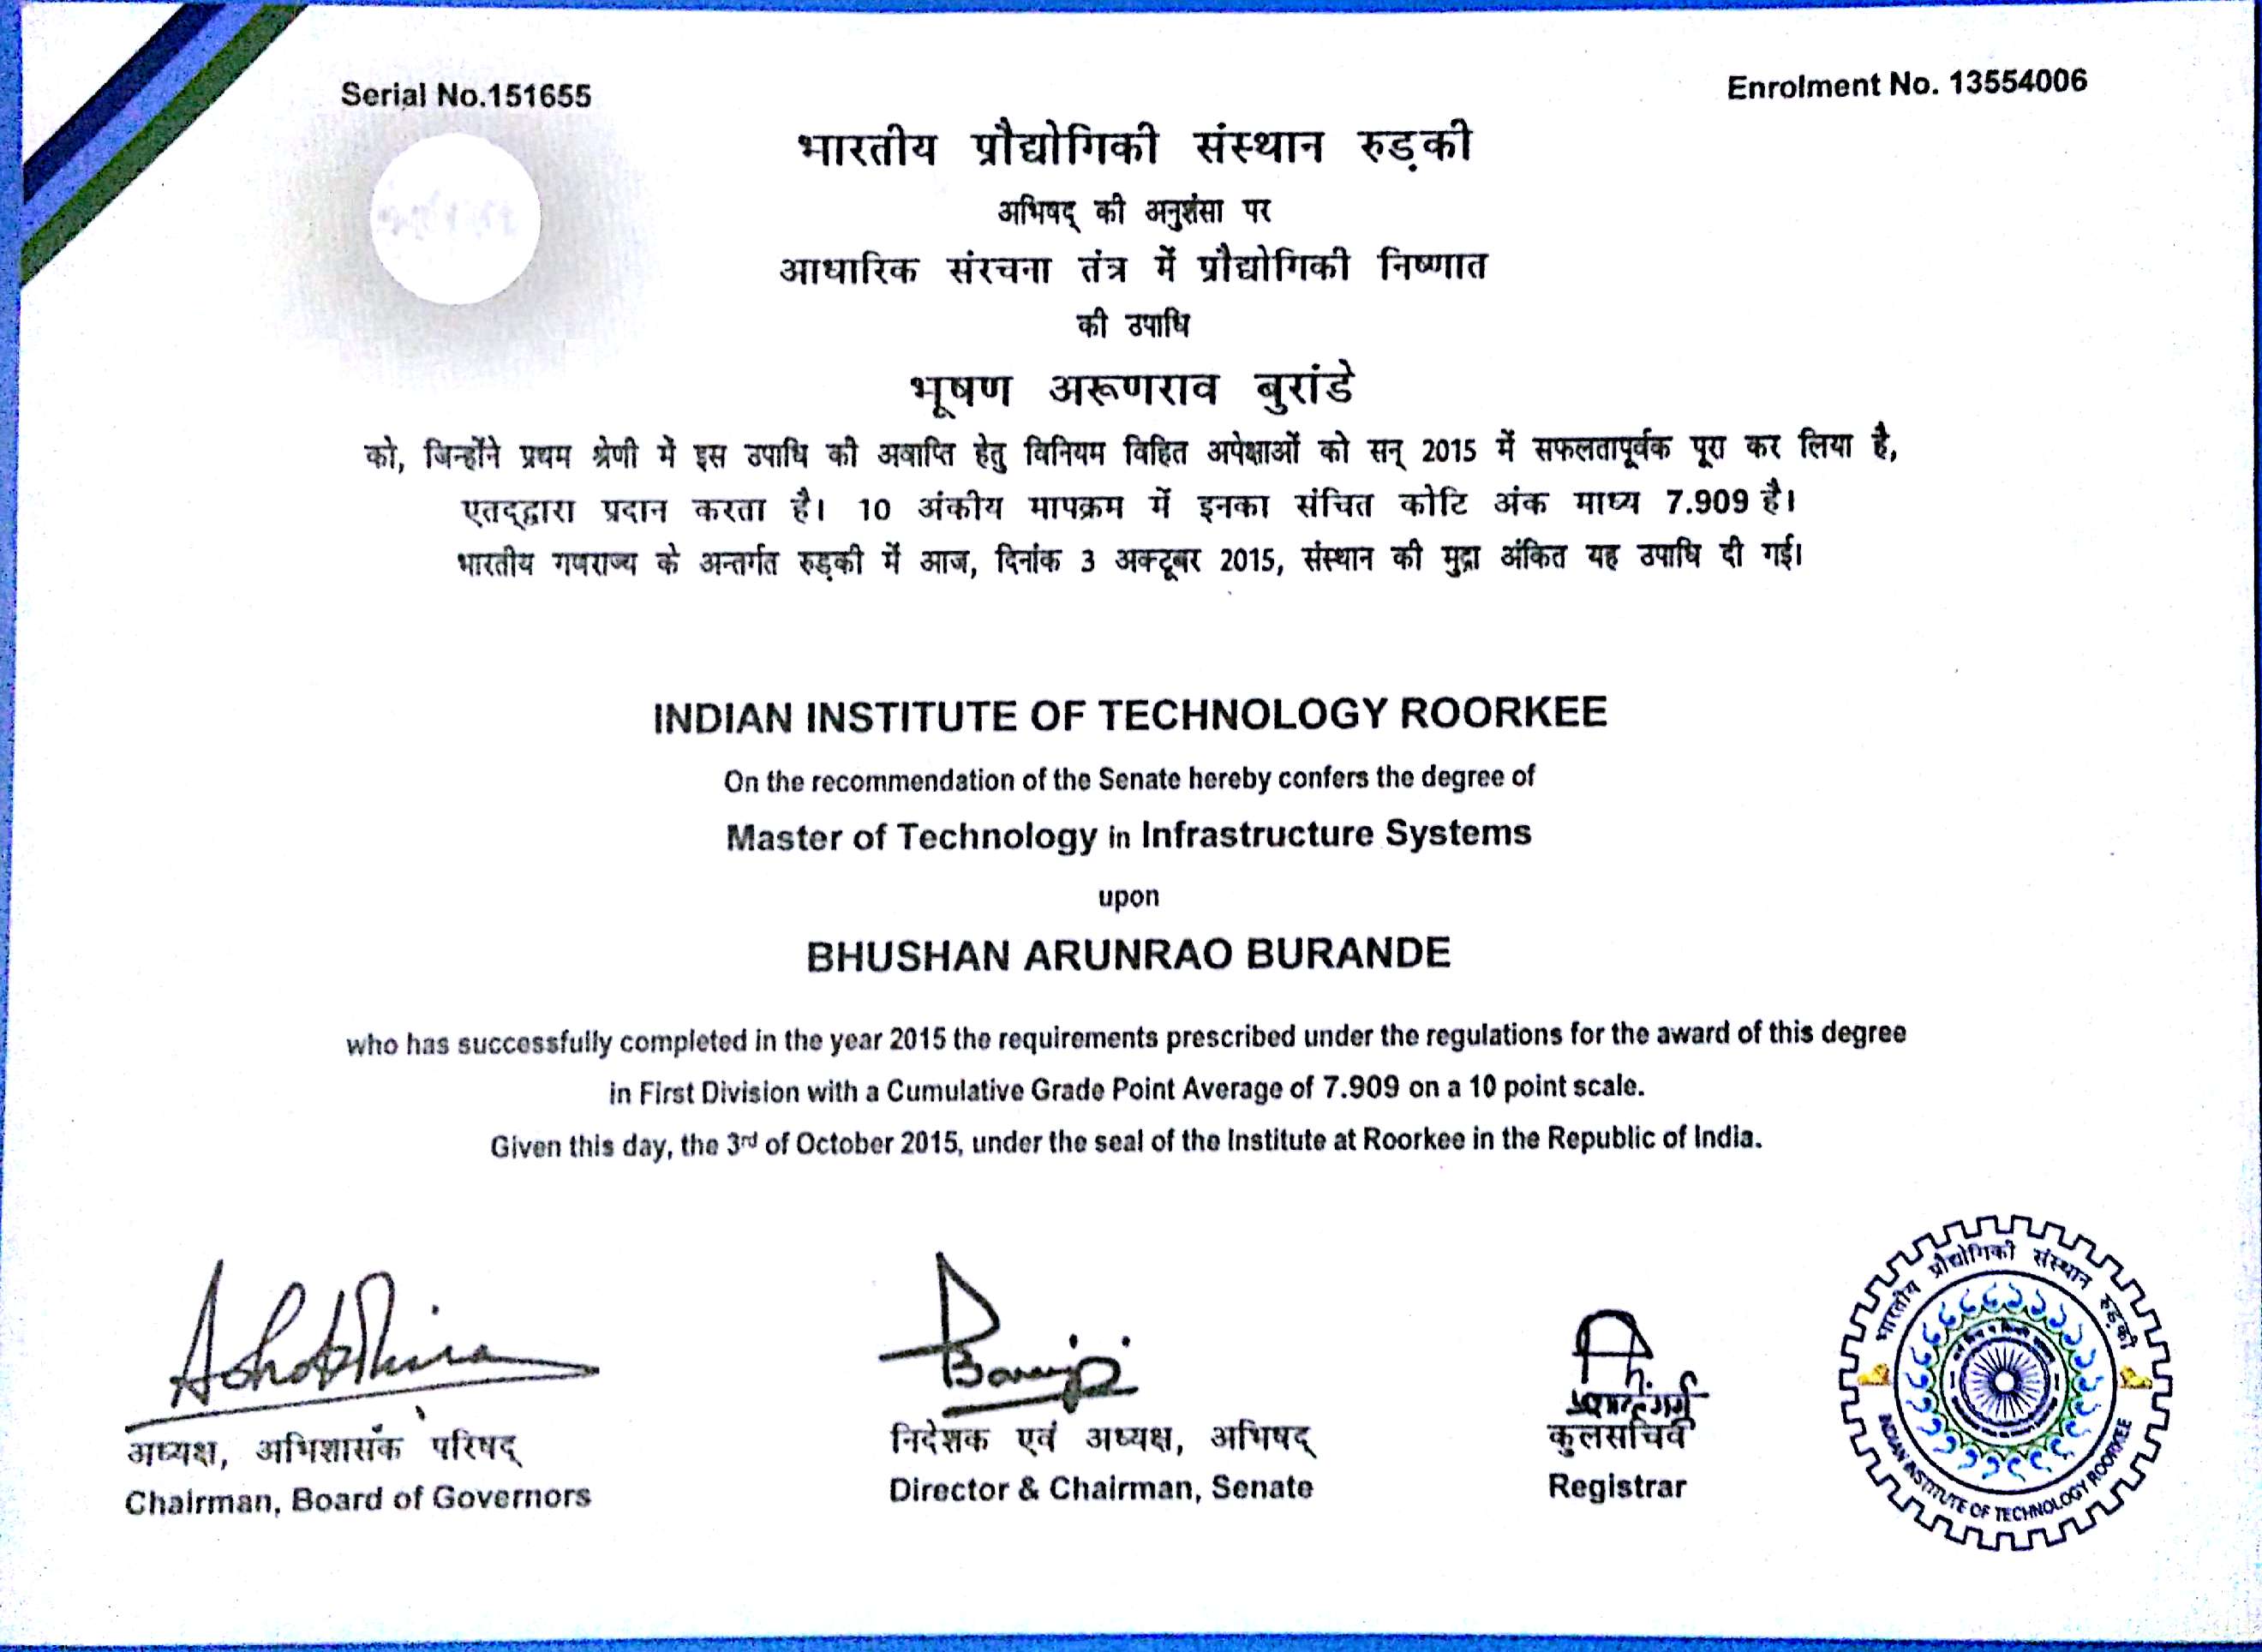 Serial No.151655
Enrolment No. 13554006
भारतीय प्रौद्योगिकी संस्थान रुड़की
अभिषद् की अनुशंसा पर
आधारिक संरचना तंत्र में प्रौद्योगिकी निष्णात
की उपाधि
भूषण अरूणराव बुरांडे
को, जिन्होंने प्रथम श्रेणी में इस उपाधि की अवाप्ति हेतु विनियम विहित अपेक्षाओं को सन् 2015 में सफलतापूर्वक पूरा कर लिया है,
एतद्द्वारा प्रदान करता है। 10 अंकीय मापक्रम में इनका संचित कोटि अंक माध्य 7.909 है।
भारतीय गणराज्य के अन्तर्गत रुड़की में आज, दिनांक 3 अक्टूबर 2015, संस्थान की मुद्रा अंकित यह उपाधि दी गई।
INDIAN INSTITUTE OF TECHNOLOGY ROORKEE
On the recommendation of the Senate hereby confers the degree of
Master of Technology in Infrastructure Systems
upon
BHUSHAN ARUNRAO BURANDE
who has successfully completed in the year 2015 the requirements prescribed under the regulations for the award of this degree
in First Division with a Cumulative Grade Point Average of 7.909 on a 10 point scale.
Given this day, the 3rd of October 2015, under the seal of the Institute at Roorkee in the Republic of India.
अध्यक्ष, अभिशासक परिषद्
Chairman, Board of Governors
निदेशक एवं अध्यक्ष, अभिषद्
Director & Chairman, Senate
कुलसचिव
Registrar
भारतीय प्रौद्योगिकी संस्थान रुड़की
INDIAN INSTITUTE OF TECHNOLOGY ROORKEE